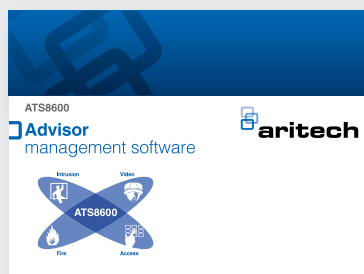 ATS8600
Advisor
management software
aritech
Intrusion
Video
ATS8600
Fire
Access